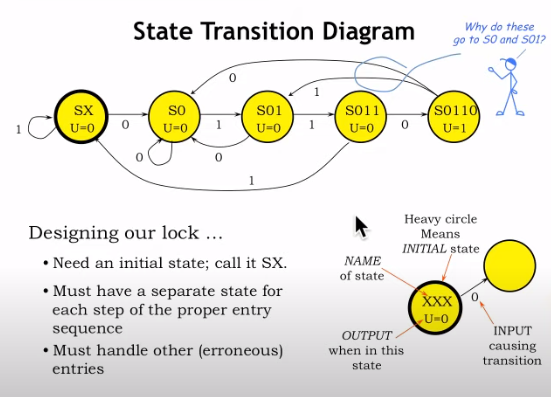 State Transition Diagram
Why do these
go to S0 and S01?
0
1
SX
U=0
S0
U=0
S01
U=0
S011
U=0
S0110
U=1
1
0
1
1
0
0
0
1
Designing our lock ...
• Need an initial state; call it SX.
• Must have a separate state for
each step of the proper entry
sequence
• Must handle other (erroneous)
entries
Heavy circle
Means
INITIAL state
NAME
of state
XXX
U=0
0
OUTPUT
when in this
state
INPUT
causing
transition